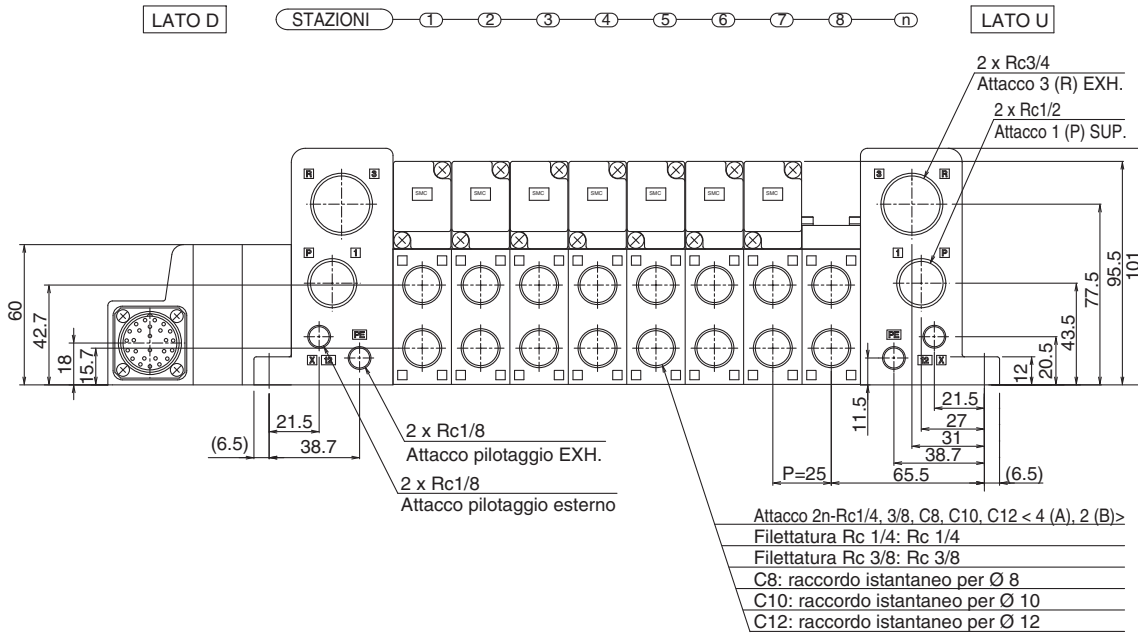 LATO D
STAZIONI
1 2 3 4 5 6 7 8 n
LATO U
2 x Rc3/4
Attacco 3 (R) EXH.
2 x Rc1/2
Attacco 1 (P) SUP.
R 3
SMC SMC SMC SMC SMC SMC SMC
3 R
P 1
1 P
PE
X 12
PE
12 X
60
42.7
18
15.7
101
95.5
77.5
43.5
20.5
12
11.5
21.5
(6.5)
38.7
21.5
27
31
38.7
P=25
65.5
(6.5)
2 x Rc1/8
Attacco pilotaggio EXH.
2 x Rc1/8
Attacco pilotaggio esterno
Attacco 2n-Rc1/4, 3/8, C8, C10, C12 < 4 (A), 2 (B)>
Filettatura Rc 1/4: Rc 1/4
Filettatura Rc 3/8: Rc 3/8
C8: raccordo istantaneo per Ø 8
C10: raccordo istantaneo per Ø 10
C12: raccordo istantaneo per Ø 12